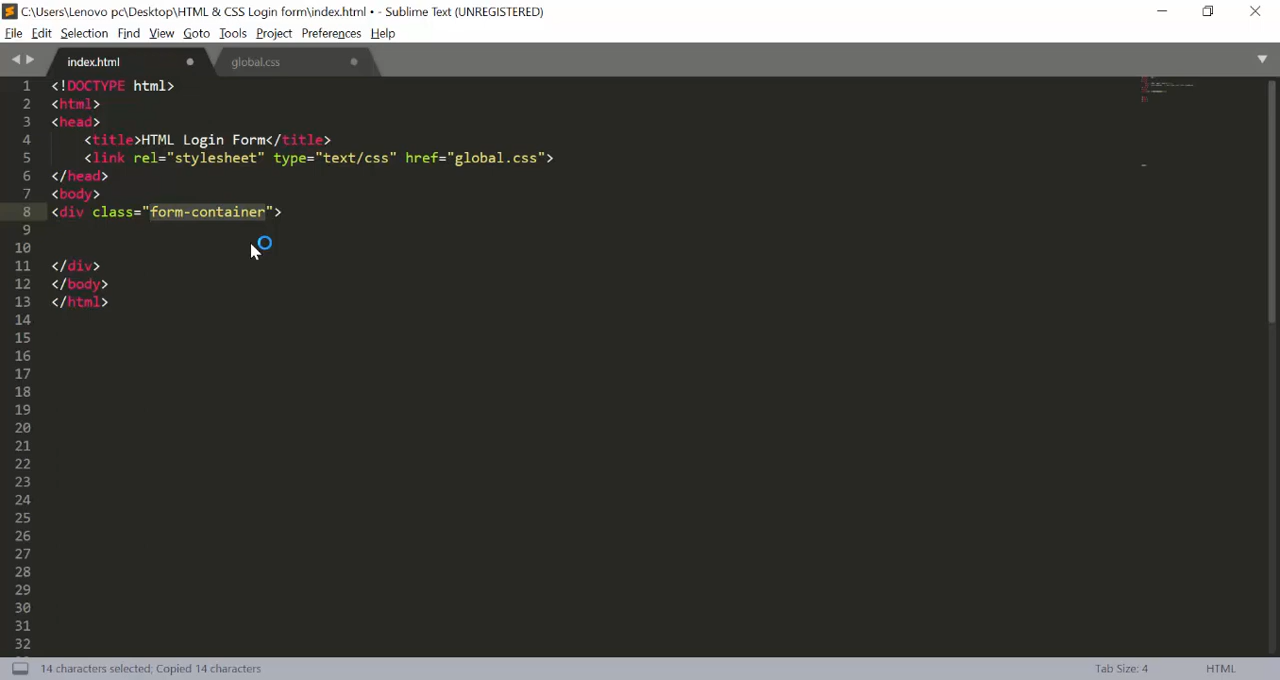 C:\Users\Lenovo pc\Desktop\HTML & CSS Login form\index.html • - Sublime Text (UNREGISTERED)
File Edit Selection Find View Goto Tools Project Preferences Help
index.html global.css
1 <!DOCTYPE html>
2 <html>
3 <head>
4 <title>HTML Login Form</title>
5 <link rel="stylesheet" type="text/css" href="global.css">
6 </head>
7 <body>
8 <div class="form-container">
9
10
11 </div>
12 </body>
13 </html>
14
15
16
17
18
19
20
21
22
23
24
25
26
27
28
29
30
31
32
14 characters selected; Copied 14 characters Tab Size: 4 HTML